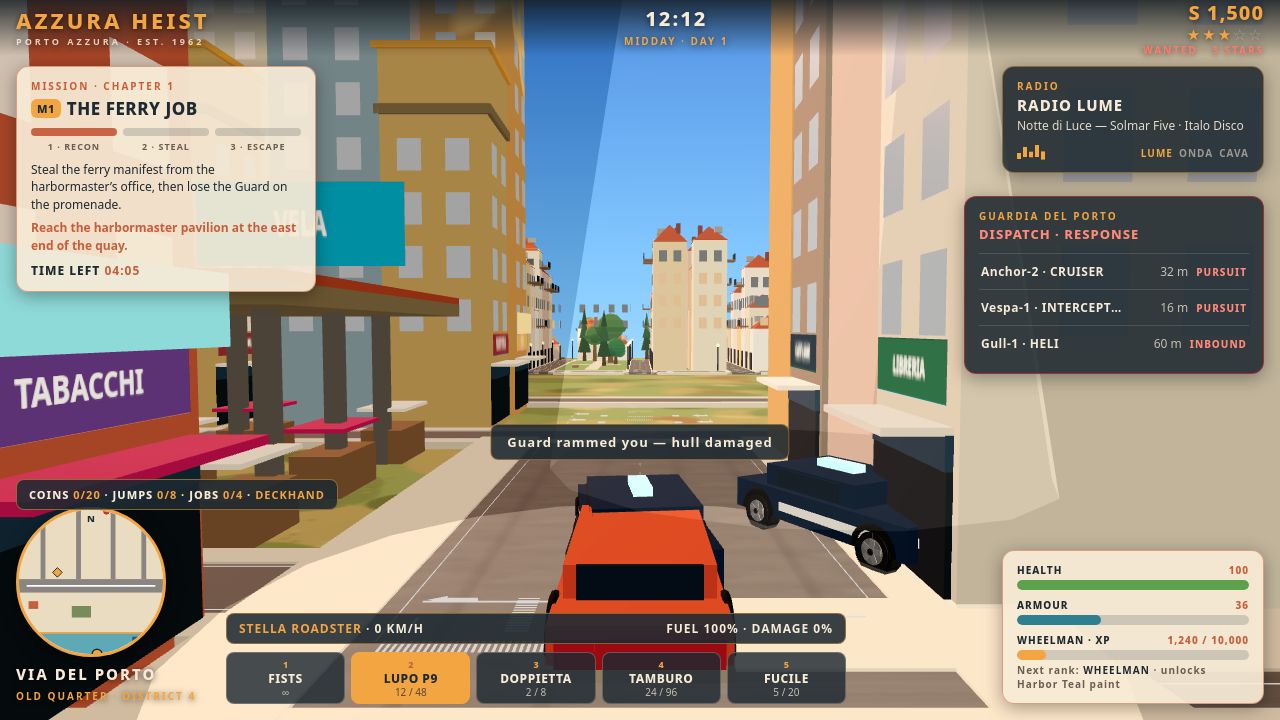 AZZURA HEIST
PORTO AZZURA · EST. 1962
12:12
MIDDAY · DAY 1
$ 1,500
★★★☆☆
WANTED · 3 STARS
MISSION · CHAPTER 1
M1 THE FERRY JOB
1 · RECON 2 · STEAL 3 · ESCAPE
Steal the ferry manifest from the
harbormaster’s office, then lose the Guard on
the promenade.
Reach the harbormaster pavilion at the east
end of the quay.
TIME LEFT 04:05
RADIO
RADIO LUME
Notte di Luce — Solmar Five · Italo Disco
LUME ONDA CAVA
GUARDIA DEL PORTO
DISPATCH · RESPONSE
Anchor-2 · CRUISER 32 m PURSUIT
Vespa-1 · INTERCEPT… 16 m PURSUIT
Gull-1 · HELI 60 m INBOUND
VELA
TABACCHI
LIBRERIA
Guard rammed you — hull damaged
COINS 0/20 · JUMPS 0/8 · JOBS 0/4 · DECKHAND
N
VIA DEL PORTO
OLD QUARTER · DISTRICT 4
STELLA ROADSTER · 0 KM/H FUEL 100% · DAMAGE 0%
1 FISTS ∞
2 LUPO P9 12 / 48
3 DOPPIETTA 2 / 8
4 TAMBURO 24 / 96
5 FUCILE 5 / 20
HEALTH 100
ARMOUR 36
WHEELMAN · XP 1,240 / 10,000
Next rank: WHEELMAN · unlocks
Harbor Teal paint